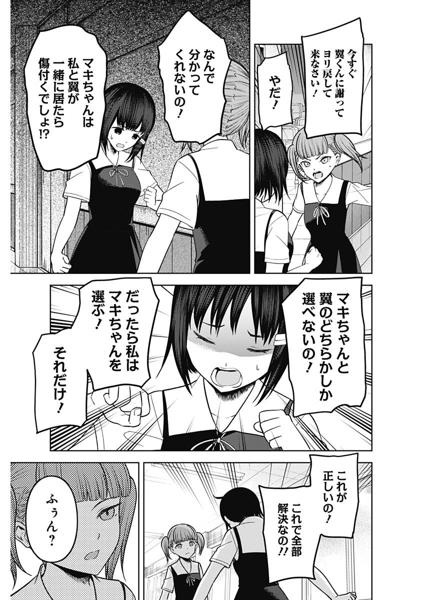 今すぐ
翼くんに謝って
ヨリ戻して
来なさい!
やだ!
なんで
分かって
くれないの!
マキちゃんは
私と翼が
一緒に居たら
傷付くでしょ!?
マキちゃんと
翼のどちらかしか
選べないの!
だったら私は
マキちゃんを
選ぶ!
それだけ!
これが
正しいの!
これで全部
解決なの!!
ふぅん?